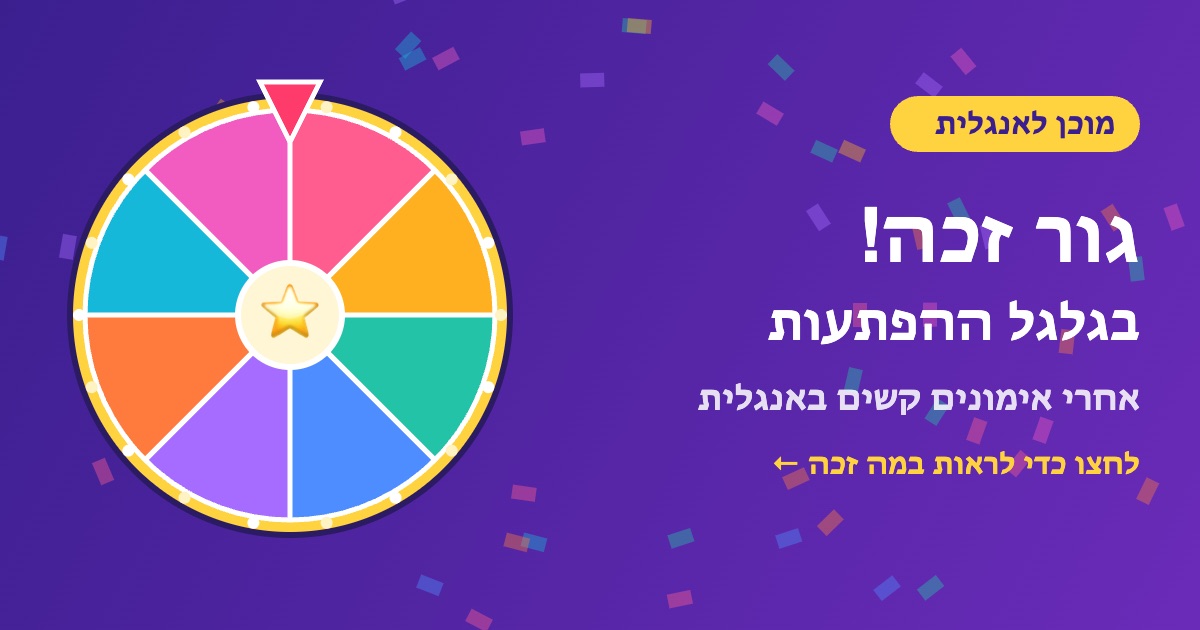 מוכן לאנגלית
גור זכה!
בגלגל ההפתעות
אחרי אימונים קשים באנגלית
לחצו כדי לראות במה זכה ←